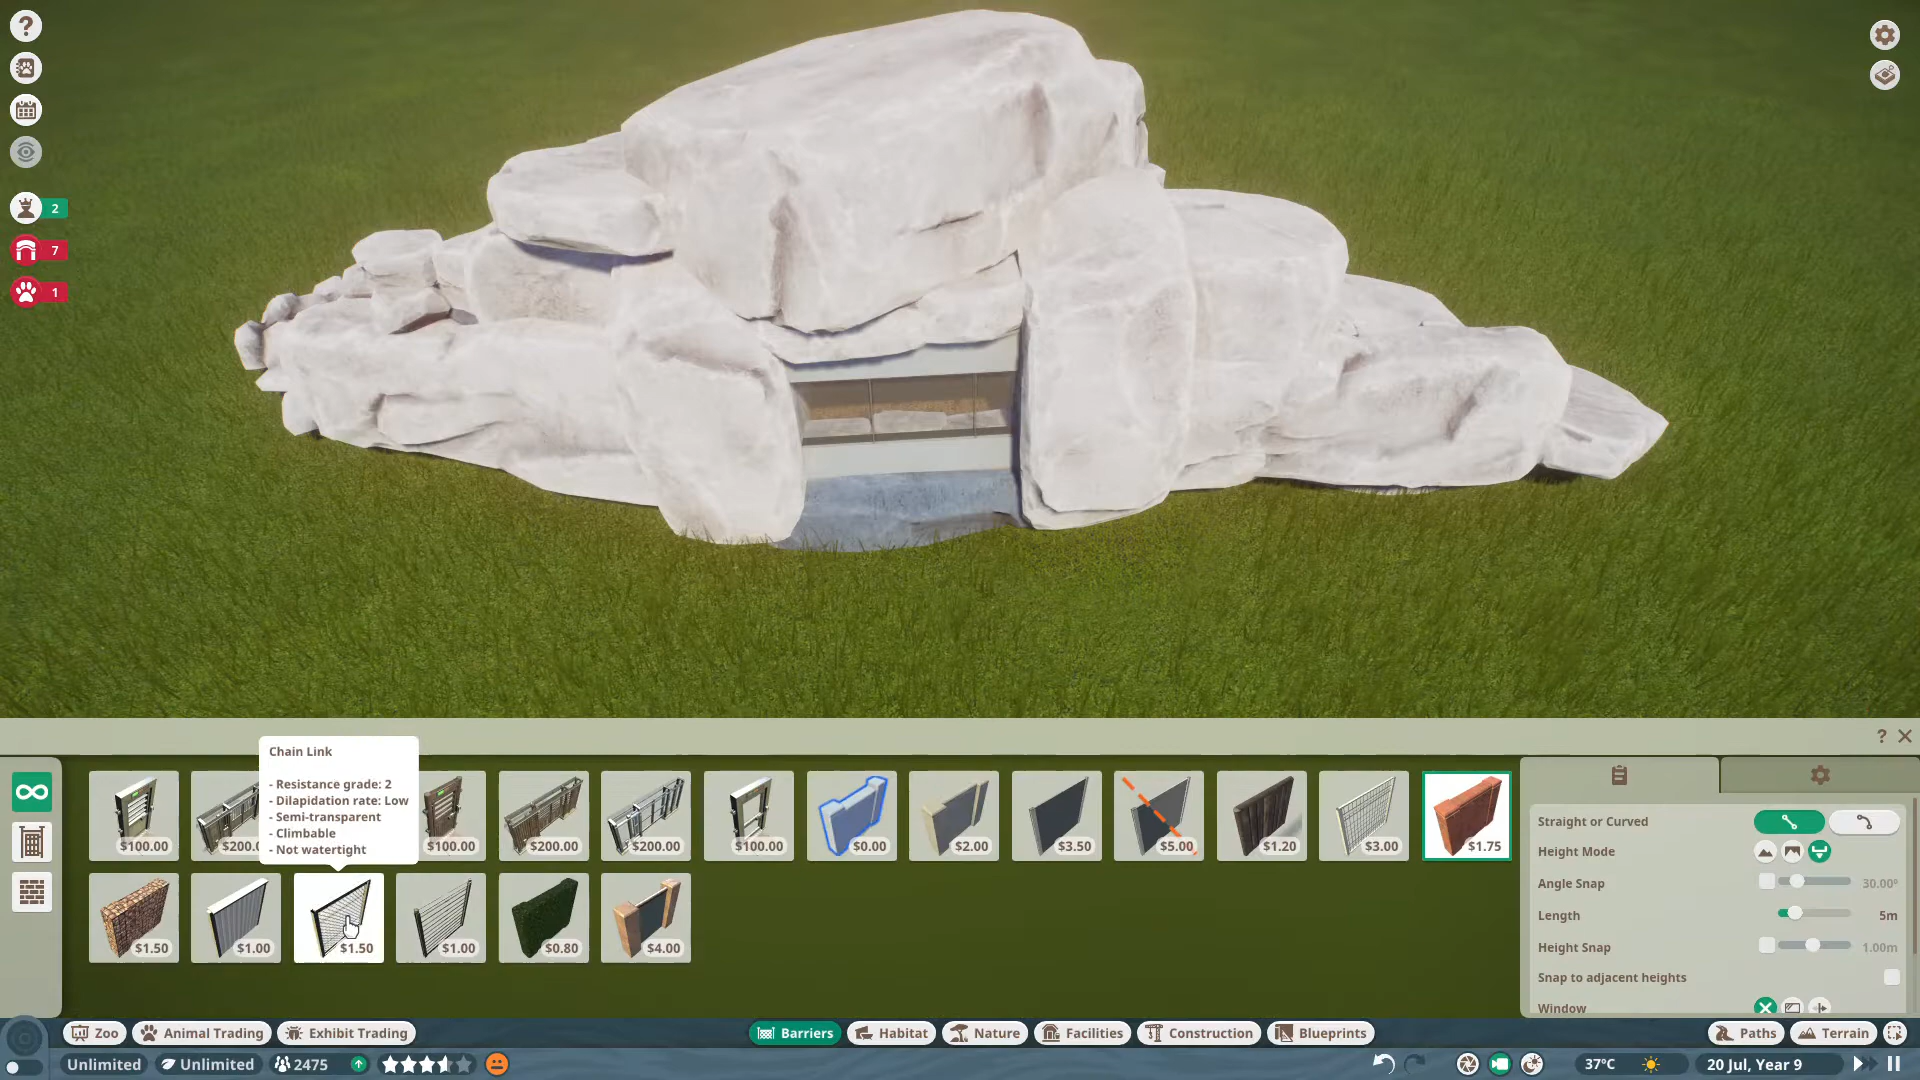 ?
2
7
1
Chain Link
- Resistance grade: 2
- Dilapidation rate: Low
- Semi-transparent
- Climbable
- Not watertight
?
$100.00
$200.0
$100.00
$200.00
$200.00
$100.00
$0.00
$2.00
$3.50
$5.00
$1.20
$3.00
$1.75
$1.50
$1.00
$1.50
$1.00
$0.80
$4.00
Straight or Curved
Height Mode
Angle Snap 30.00°
Length 5m
Height Snap 1.00m
Snap to adjacent heights
Window
Zoo Animal Trading Exhibit Trading Barriers Habitat Nature Facilities Construction Blueprints Paths Terrain
Unlimited Unlimited 2475 37°C 20 Jul, Year 9